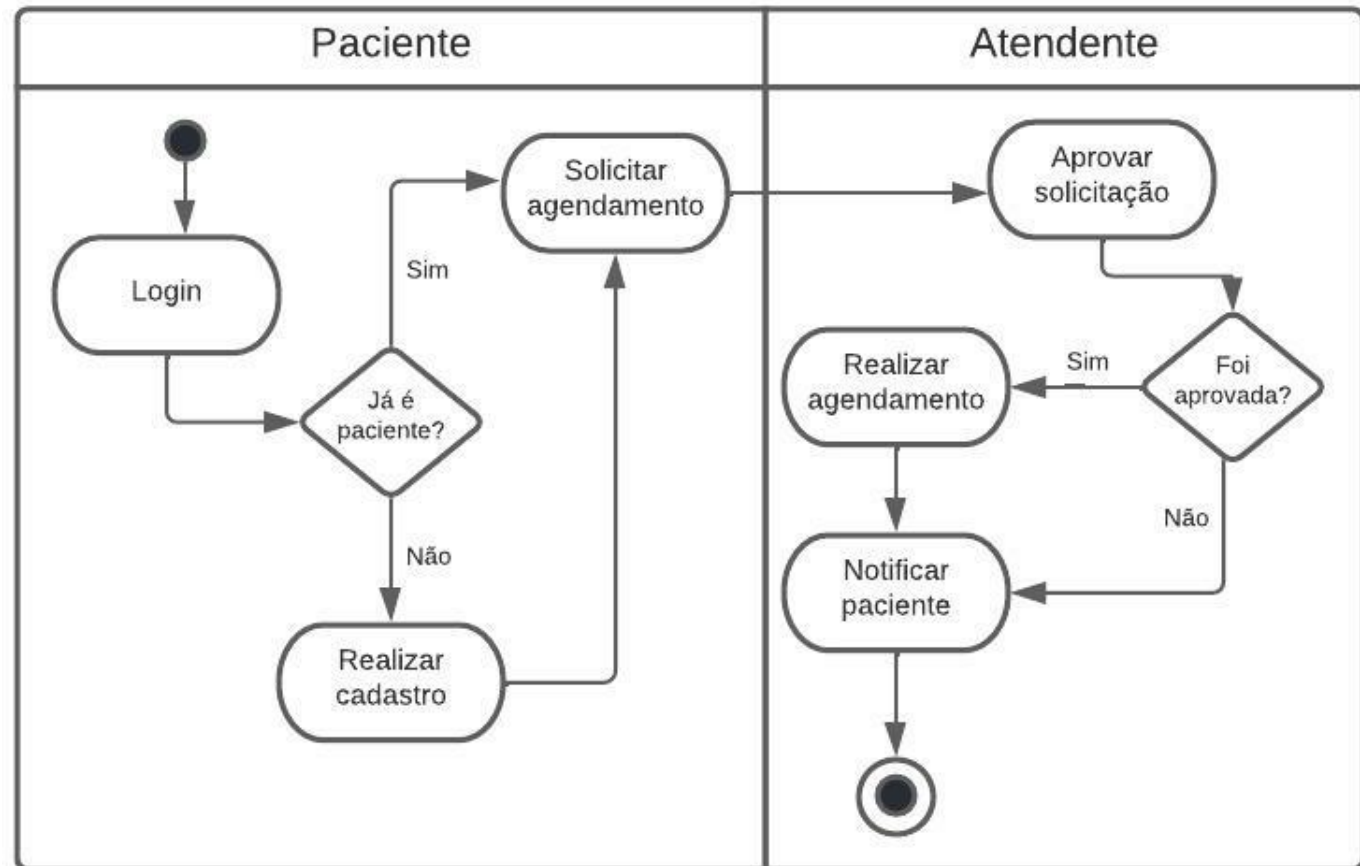 Paciente
Atendente
Login
Já é
paciente?
Sim
Solicitar
agendamento
Não
Realizar
cadastro
Aprovar
solicitação
Foi
aprovada?
Sim
Realizar
agendamento
Não
Notificar
paciente